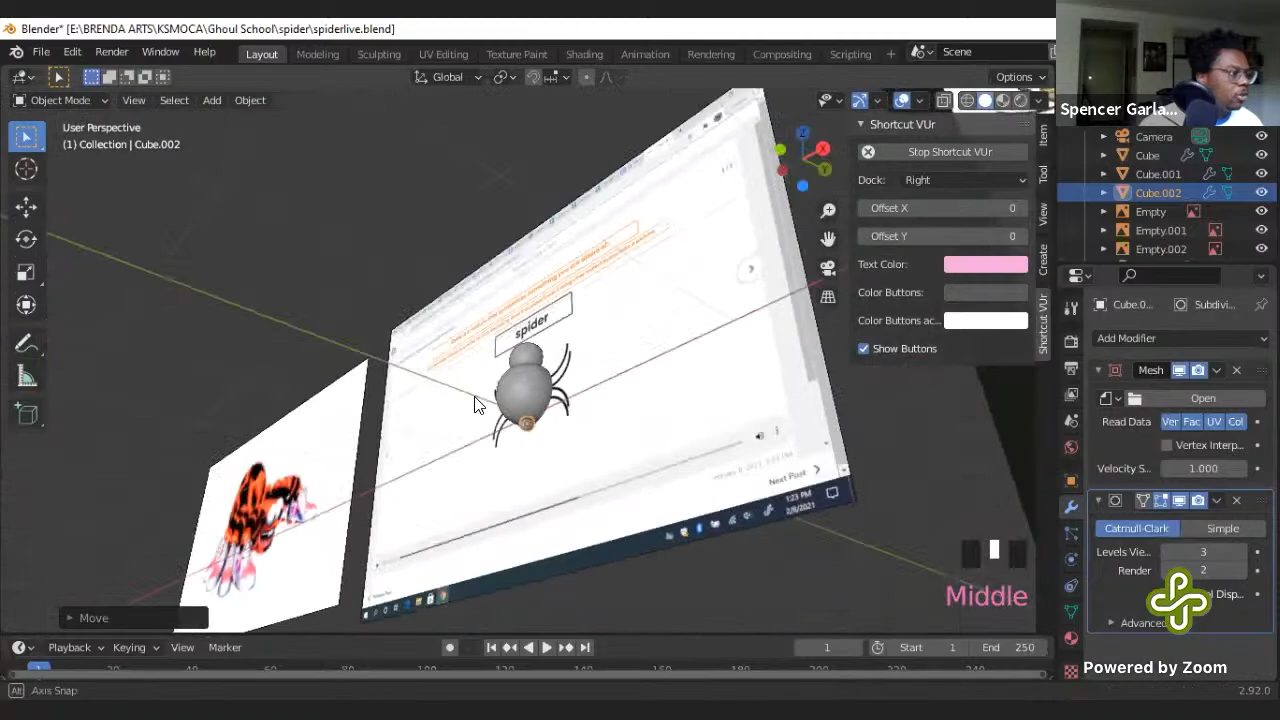 Blender* [E:\BRENDA ARTS\KSMOCA\Ghoul School\spider\spiderlive.blend]
File Edit Render Window Help
Layout Modeling Sculpting UV Editing Texture Paint Shading Animation Rendering Compositing Scripting + Scene
Global Options
Object Mode View Select Add Object
Spencer Garla...
User Perspective
(1) Collection | Cube.002
Shortcut VUr
Stop Shortcut VUr
Dock: Right
Offset X 0
Offset Y 0
Text Color:
Color Buttons:
Color Buttons ac...
Show Buttons
Item
Tool
View
Create
Shortcut VUr
Z
X
Y
Camera
Cube
Cube.001
Cube.002
Empty
Empty.001
Empty.002
Cube.0... Subdivi...
Add Modifier
Mesh
Open
Read Data Ver Fac UV Col
Vertex Interp...
Velocity S... 1.000
Catmull-Clark Simple
Levels Vie... 3
Render 2
Advanced
spider
Next Post
1:23 PM
2/8/2021
Middle
Move
Playback Keying View Marker 1 Start 1 End 250
Powered by Zoom
Alt Axis Snap
2.92.0